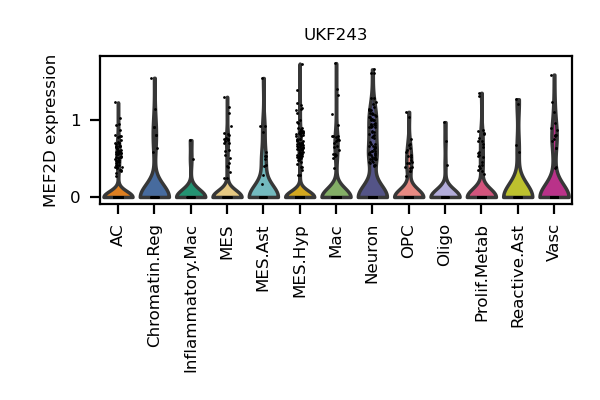 UKF243
MEF2D expression
1
0
AC
Chromatin.Reg
Inflammatory.Mac
MES
MES.Ast
MES.Hyp
Mac
Neuron
OPC
Oligo
Prolif.Metab
Reactive.Ast
Vasc